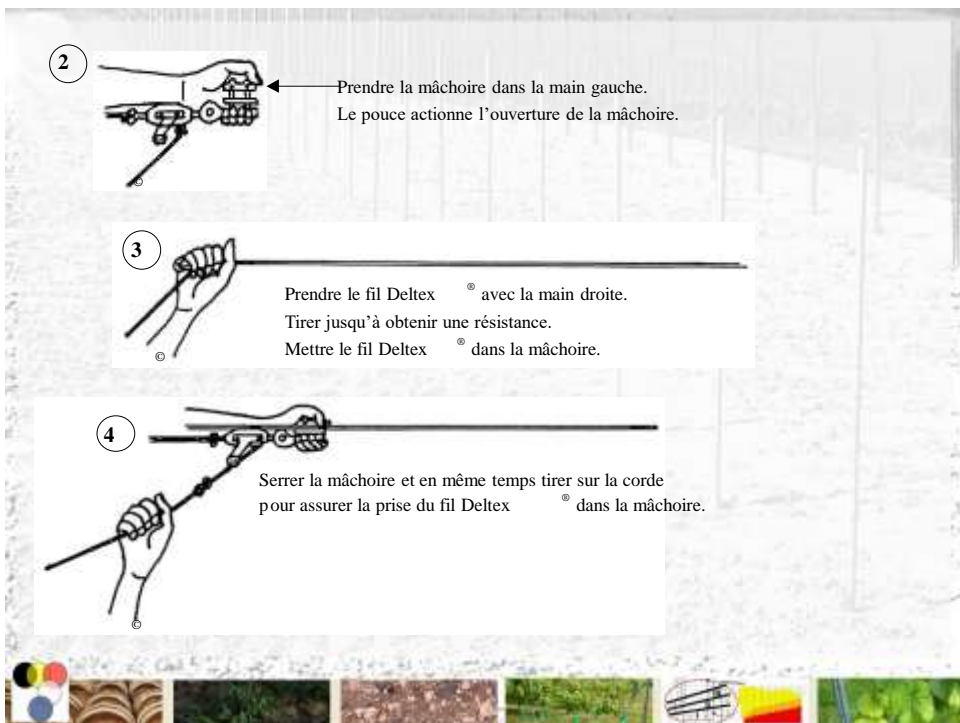 2
Prendre la mâchoire dans la main gauche.
Le pouce actionne l’ouverture de la mâchoire.
©
3
Prendre le fil Deltex ® avec la main droite.
Tirer jusqu’à obtenir une résistance.
Mettre le fil Deltex ® dans la mâchoire.
©
4
Serrer la mâchoire et en même temps tirer sur la corde
pour assurer la prise du fil Deltex ® dans la mâchoire.
©